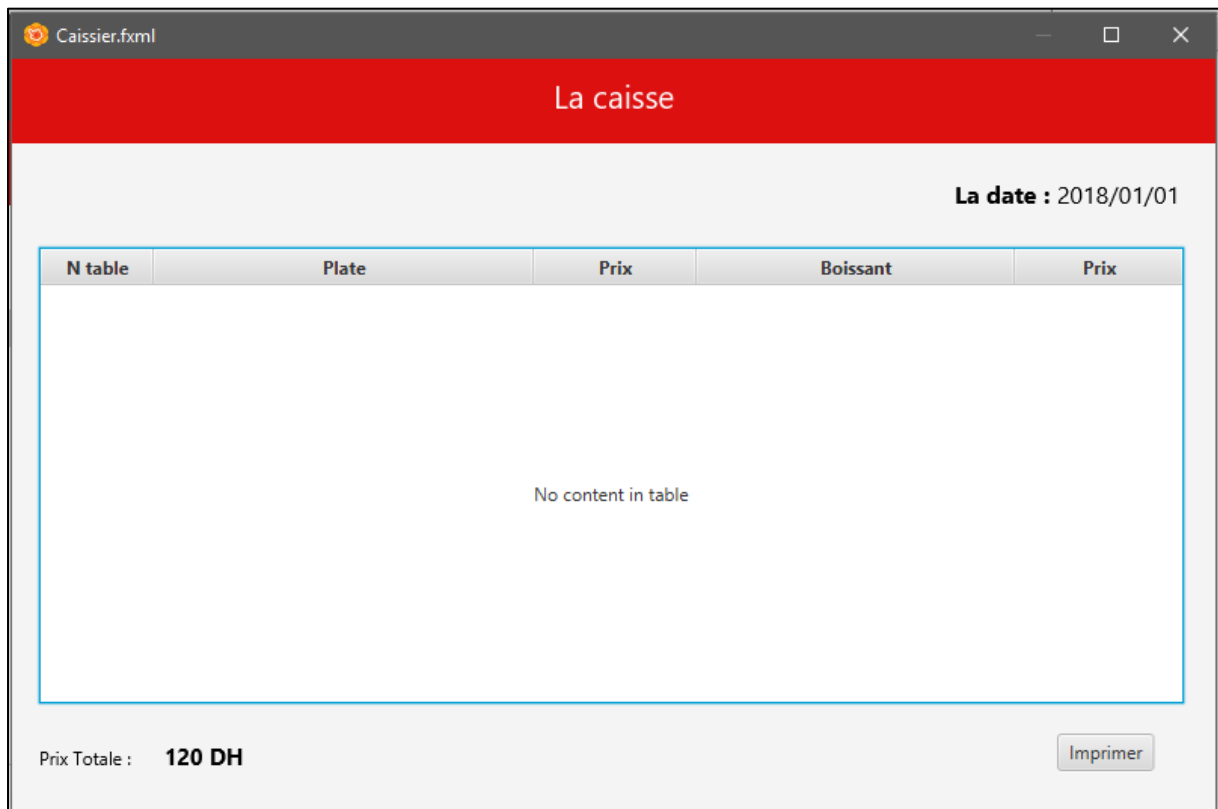 Caissier.fxml
La caisse
La date : 2018/01/01
N table Plate Prix Boissant Prix
No content in table
Prix Totale : 120 DH Imprimer